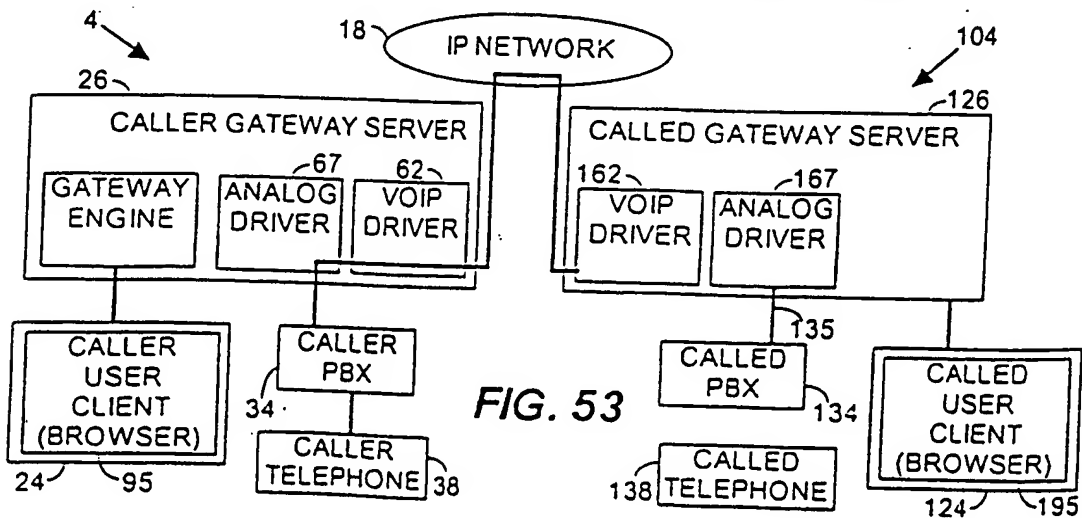 4
18
IP NETWORK
104
26
126
CALLER GATEWAY SERVER
CALLED GATEWAY SERVER
GATEWAY
ENGINE
67
ANALOG
DRIVER
62
VOIP
DRIVER
162
VOIP
DRIVER
167
ANALOG
DRIVER
CALLER
USER
CLIENT
(BROWSER)
24
95
CALLER
PBX
34
CALLER
TELEPHONE
38
FIG. 53
135
CALLED
PBX
134
138
CALLED
TELEPHONE
CALLED
USER
CLIENT
(BROWSER)
124
195